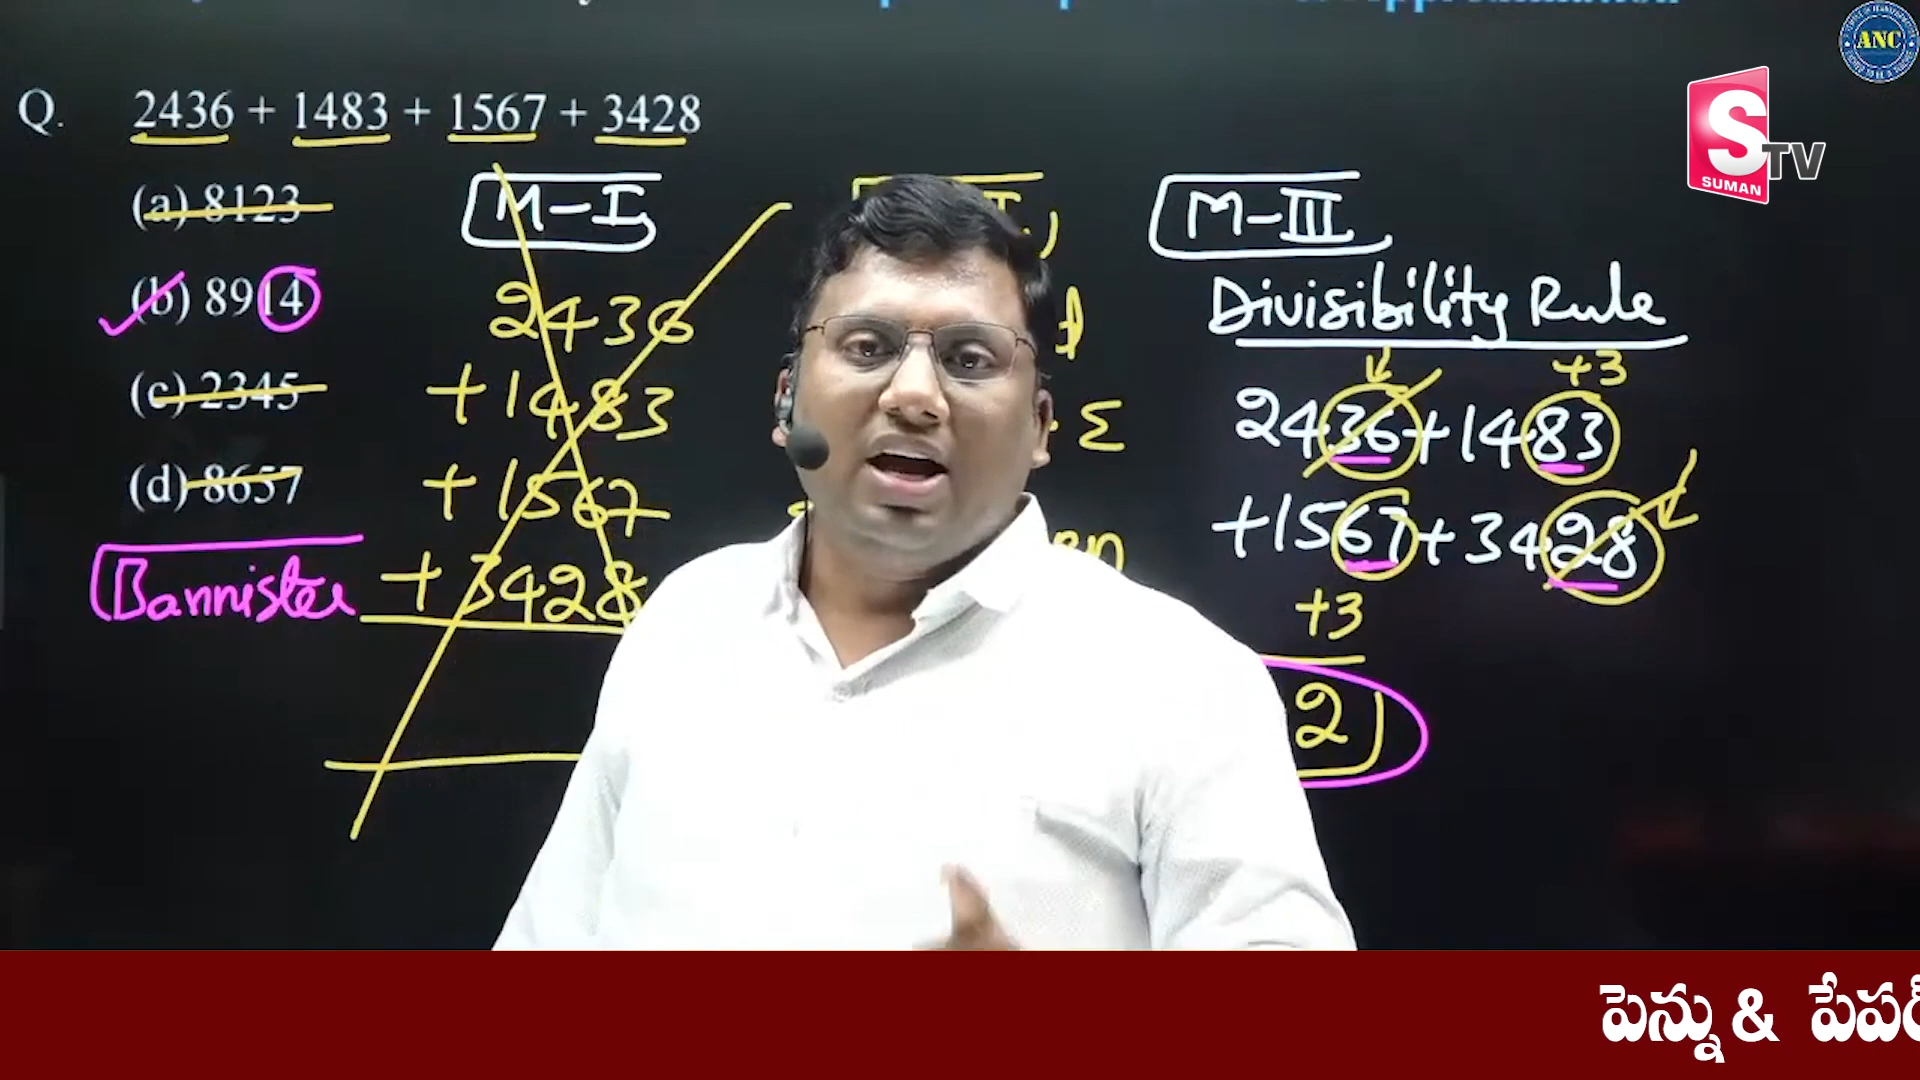 Q. 2436 + 1483 + 1567 + 3428
(a) 8123
(b) 8914
(c) 2345
(d) 8657
Bannister
M-I
2436
+1483
+1567
+3428
M-III
Divisibility Rule
+3
2436+1483
+1567+3428
+3
2
ANC
S TV
SUMAN
పెన్ను &